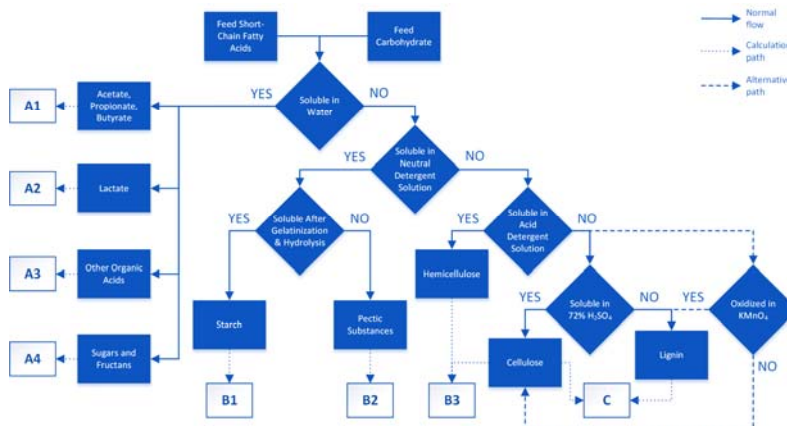 Feed Short-
Chain Fatty
Acids
Feed
Carbohydrate
Normal
flow
Calculation
path
Alternative
path
Soluble in
Water
YES
NO
Acetate,
Propionate,
Butyrate
A1
Lactate
A2
Other Organic
Acids
A3
Sugars and
Fructans
A4
Soluble in
Neutral
Detergent
Solution
YES
NO
Soluble After
Gelatinization
& Hydrolysis
YES
NO
Soluble in
Acid
Detergent
Solution
YES
NO
Hemicellulose
Starch
Pectic
Substances
Soluble in
72% H₂SO₄
YES
NO
YES
Oxidized in
KMnO₄
NO
Cellulose
Lignin
B1
B2
B3
C